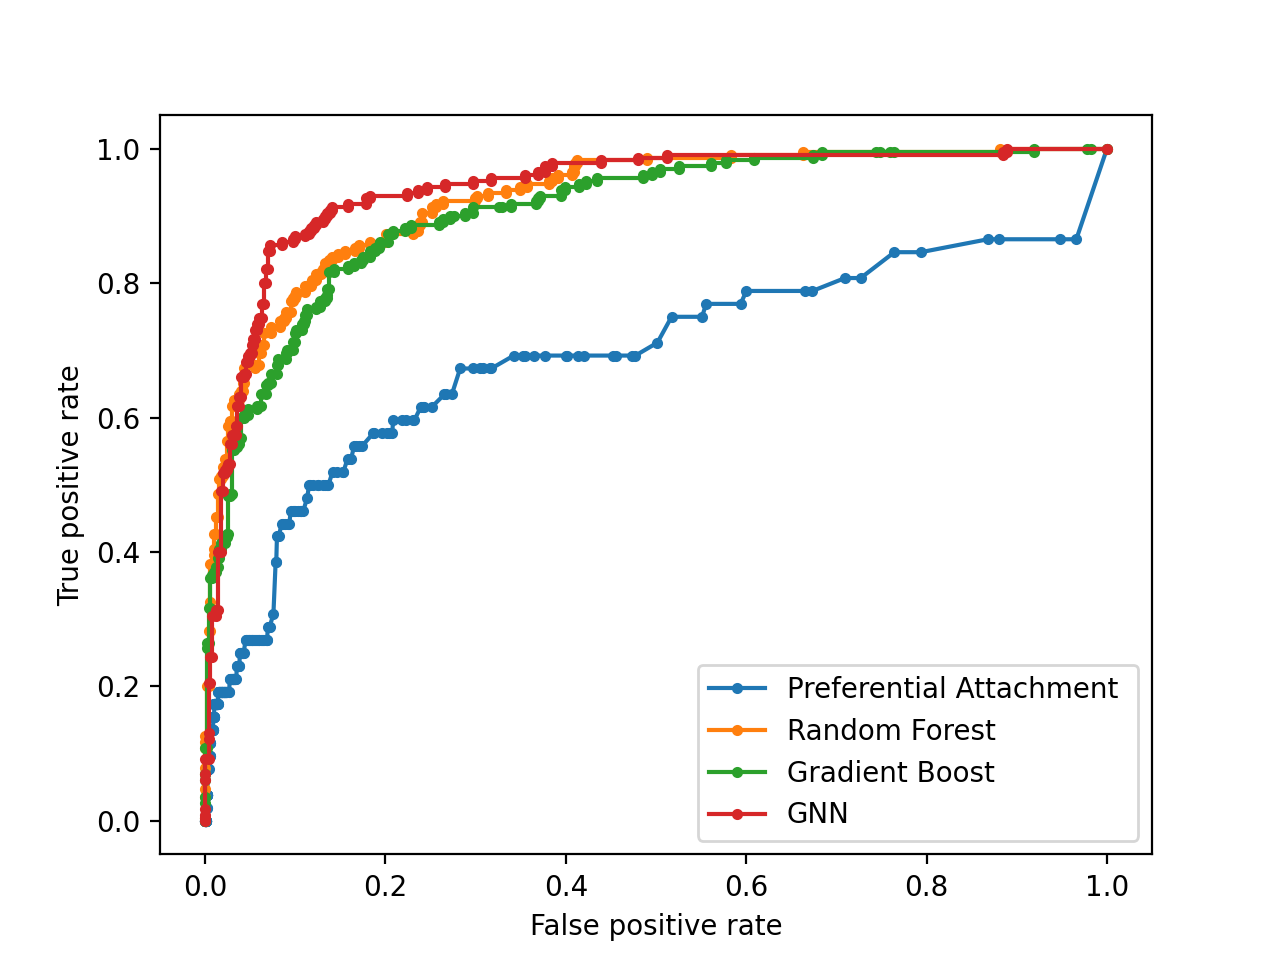 1.0
0.8
0.6
0.4
0.2
0.0
True positive rate
Preferential Attachment
Random Forest
Gradient Boost
GNN
0.0 0.2 0.4 0.6 0.8 1.0
False positive rate